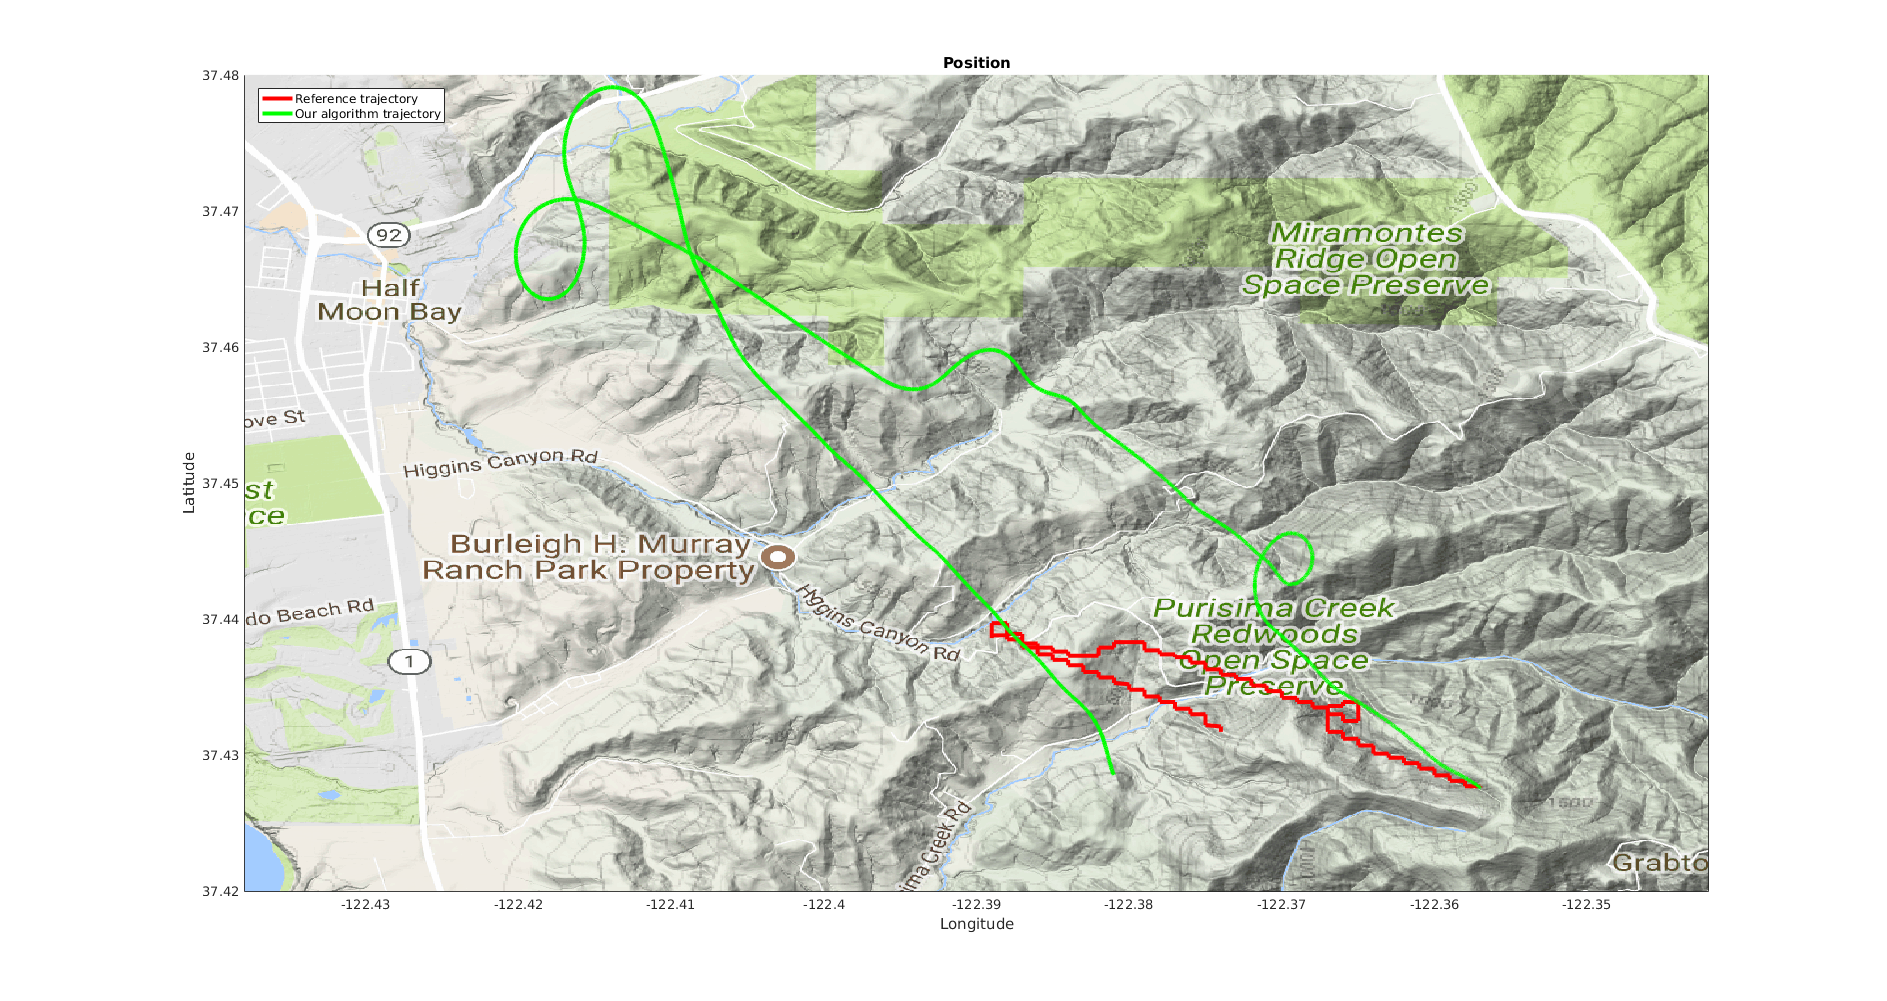 Position
37.48
37.47
37.46
37.45
37.44
37.43
37.42
Latitude
Reference trajectory
Our algorithm trajectory
92
Half
Moon Bay
Miramontes
Ridge Open
Space Preserve
1500
ove St
Higgins Canyon Rd
st
ce
Burleigh H. Murray
Ranch Park Property
do Beach Rd
Higgins Canyon Rd
1
Purisima Creek
Redwoods
Open Space
Preserve
1500
ima Creek Rd
Grabto
-122.43
-122.42
-122.41
-122.4
-122.39
-122.38
-122.37
-122.36
-122.35
Longitude